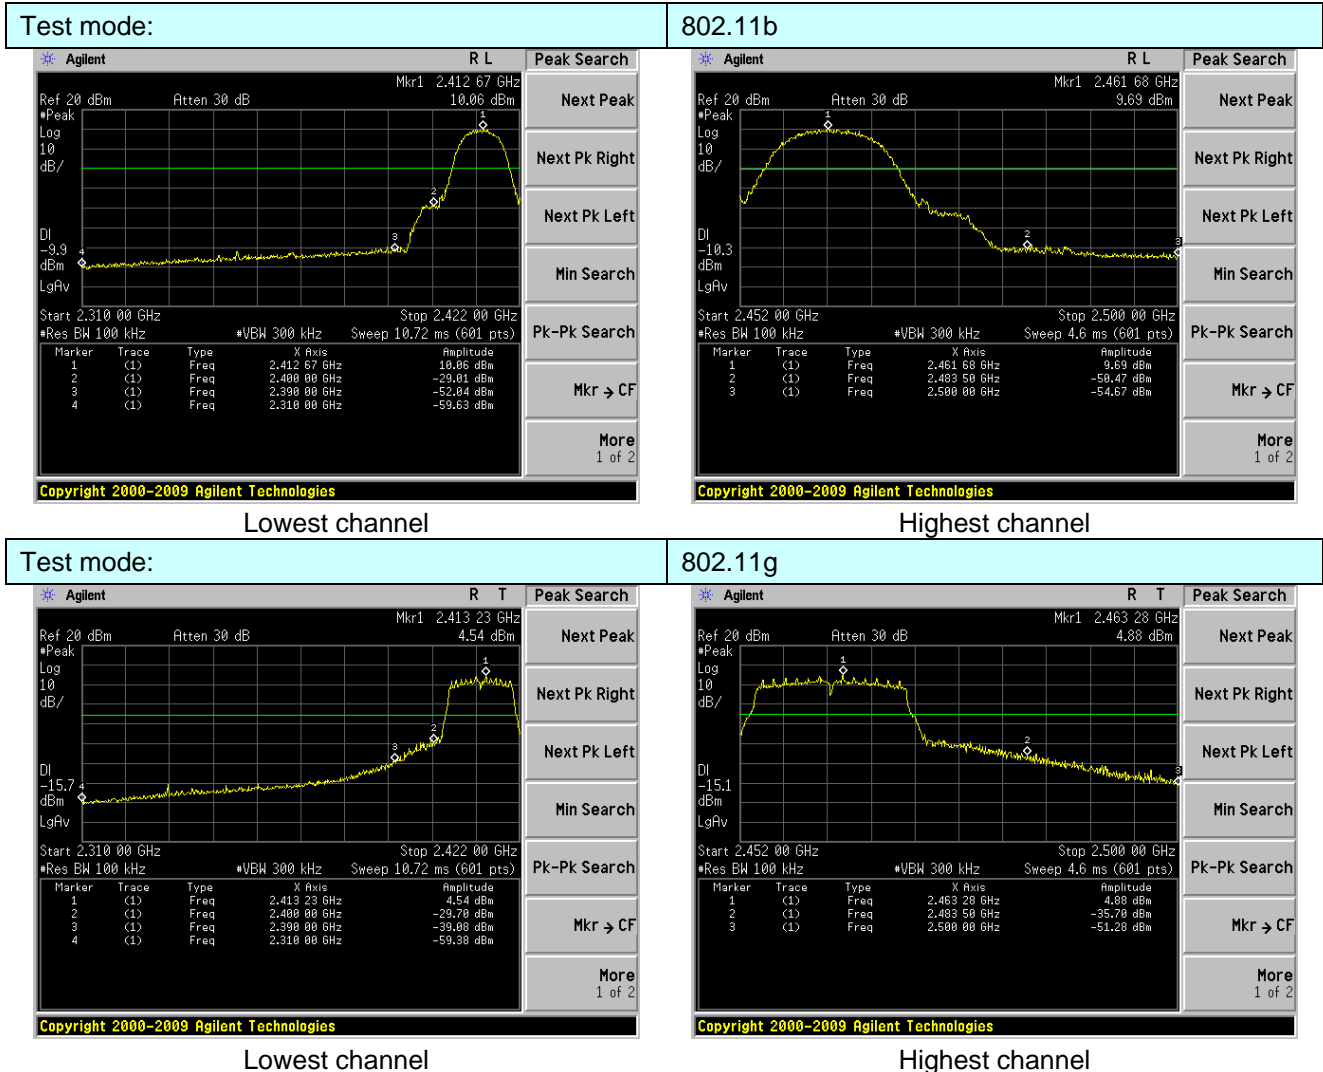 Test mode: 802.11b
Agilent R L Peak Search
Mkr1 2.412 67 GHz
Ref 20 dBm Atten 30 dB 10.06 dBm
#Peak
Log
10
dB/
DI
-9.9
dBm
LgAv
1
2
3
4
Start 2.310 00 GHz Stop 2.422 00 GHz
#Res BW 100 kHz #VBW 300 kHz Sweep 10.72 ms (601 pts)
Marker Trace Type X Axis Amplitude
1 (1) Freq 2.412 67 GHz 10.06 dBm
2 (1) Freq 2.400 00 GHz -29.01 dBm
3 (1) Freq 2.390 00 GHz -52.04 dBm
4 (1) Freq 2.310 00 GHz -59.63 dBm
Next Peak
Next Pk Right
Next Pk Left
Min Search
Pk-Pk Search
Mkr → CF
More
1 of 2
Copyright 2000-2009 Agilent Technologies
Lowest channel
Agilent R L Peak Search
Mkr1 2.461 68 GHz
Ref 20 dBm Atten 30 dB 9.69 dBm
#Peak
Log
10
dB/
DI
-10.3
dBm
LgAv
1
2
3
Start 2.452 00 GHz Stop 2.500 00 GHz
#Res BW 100 kHz #VBW 300 kHz Sweep 4.6 ms (601 pts)
Marker Trace Type X Axis Amplitude
1 (1) Freq 2.461 68 GHz 9.69 dBm
2 (1) Freq 2.483 50 GHz -50.47 dBm
3 (1) Freq 2.500 00 GHz -54.67 dBm
Next Peak
Next Pk Right
Next Pk Left
Min Search
Pk-Pk Search
Mkr → CF
More
1 of 2
Copyright 2000-2009 Agilent Technologies
Highest channel
Test mode: 802.11g
Agilent R T Peak Search
Mkr1 2.413 23 GHz
Ref 20 dBm Atten 30 dB 4.54 dBm
#Peak
Log
10
dB/
DI
-15.7
dBm
LgAv
1
2
3
4
Start 2.310 00 GHz Stop 2.422 00 GHz
#Res BW 100 kHz #VBW 300 kHz Sweep 10.72 ms (601 pts)
Marker Trace Type X Axis Amplitude
1 (1) Freq 2.413 23 GHz 4.54 dBm
2 (1) Freq 2.400 00 GHz -29.70 dBm
3 (1) Freq 2.390 00 GHz -39.08 dBm
4 (1) Freq 2.310 00 GHz -59.38 dBm
Next Peak
Next Pk Right
Next Pk Left
Min Search
Pk-Pk Search
Mkr → CF
More
1 of 2
Copyright 2000-2009 Agilent Technologies
Lowest channel
Agilent R T Peak Search
Mkr1 2.463 28 GHz
Ref 20 dBm Atten 30 dB 4.88 dBm
#Peak
Log
10
dB/
DI
-15.1
dBm
LgAv
1
2
3
Start 2.452 00 GHz Stop 2.500 00 GHz
#Res BW 100 kHz #VBW 300 kHz Sweep 4.6 ms (601 pts)
Marker Trace Type X Axis Amplitude
1 (1) Freq 2.463 28 GHz 4.88 dBm
2 (1) Freq 2.483 50 GHz -35.70 dBm
3 (1) Freq 2.500 00 GHz -51.28 dBm
Next Peak
Next Pk Right
Next Pk Left
Min Search
Pk-Pk Search
Mkr → CF
More
1 of 2
Copyright 2000-2009 Agilent Technologies
Highest channel